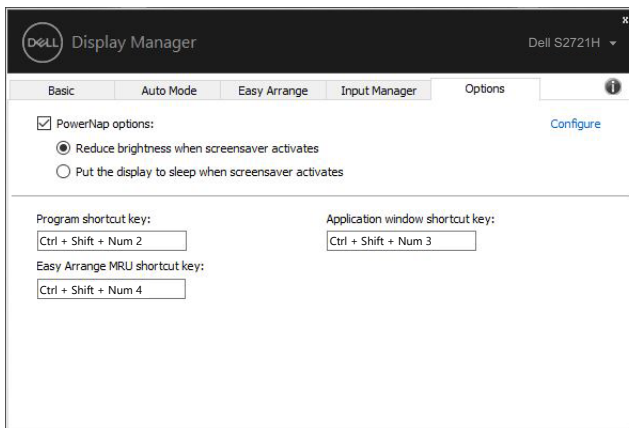 x
DELL Display Manager
Dell S2721H
Basic Auto Mode Easy Arrange Input Manager Options i
PowerNap options: Configure
Reduce brightness when screensaver activates
Put the display to sleep when screensaver activates
Program shortcut key: Application window shortcut key:
Ctrl + Shift + Num 2 Ctrl + Shift + Num 3
Easy Arrange MRU shortcut key:
Ctrl + Shift + Num 4